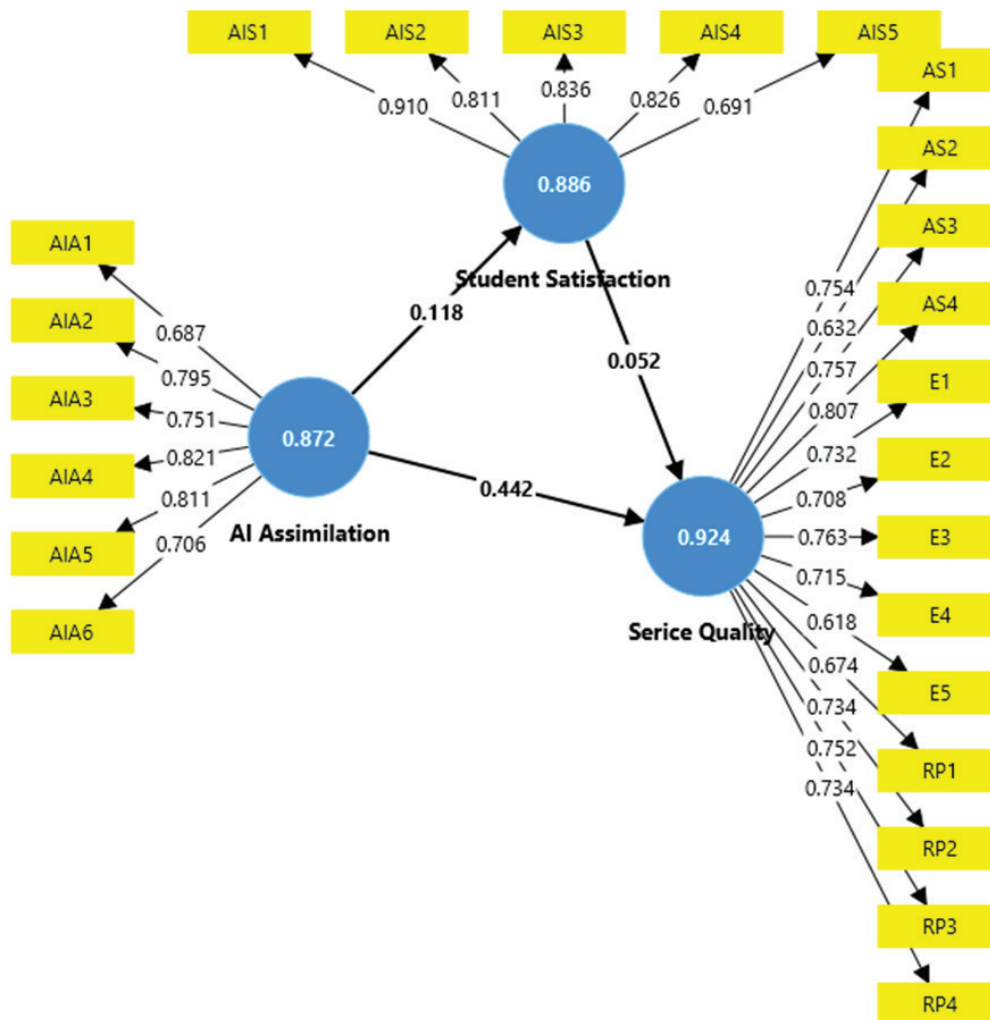 AIS1
AIS2
AIS3
AIS4
AIS5
0.910
0.811
0.836
0.826
0.691
0.886
Student Satisfaction
AIA1
AIA2
AIA3
AIA4
AIA5
AIA6
0.687
0.795
0.751
0.821
0.811
0.706
0.872
AI Assimilation
0.118
0.052
0.442
0.924
Serice Quality
0.754
0.632
0.757
0.807
0.732
0.708
0.763
0.715
0.618
0.674
0.734
0.752
0.734
AS1
AS2
AS3
AS4
E1
E2
E3
E4
E5
RP1
RP2
RP3
RP4